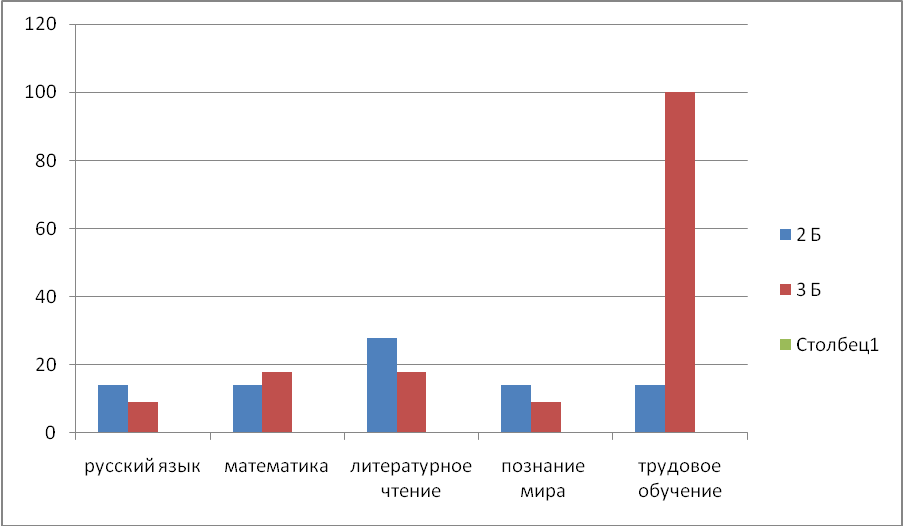 120
100
80
60
40
20
0
русский язык
математика
литературное
чтение
познание
мира
трудовое
обучение
2 Б
3 Б
Столбец1